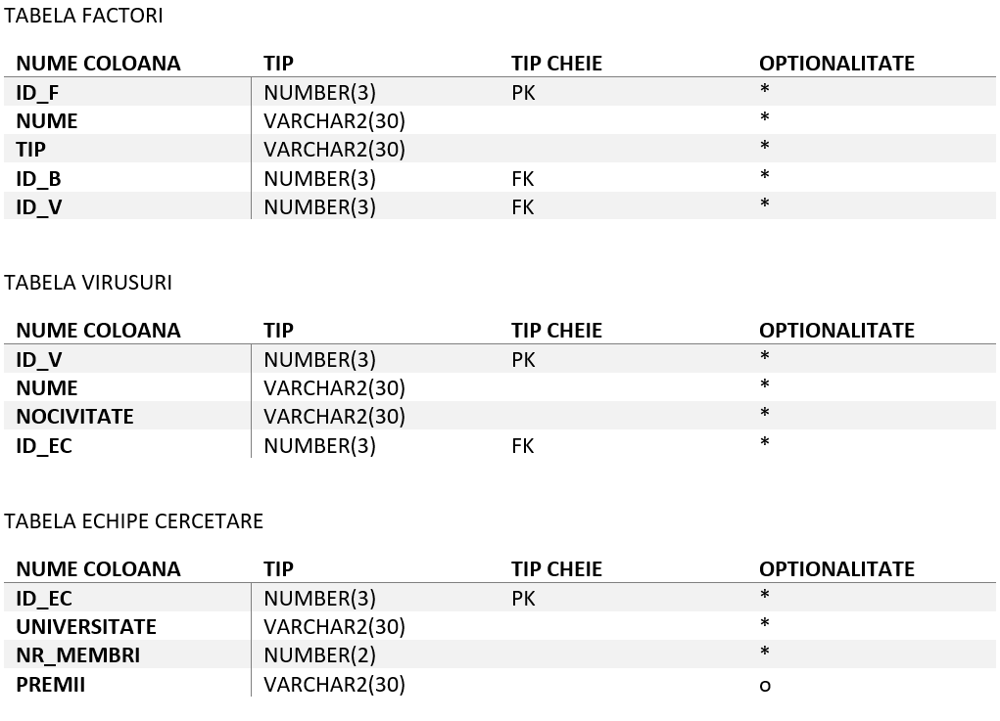 TABELA FACTORI
NUME COLOANA TIP TIP CHEIE OPTIONALITATE
ID_F NUMBER(3) PK *
NUME VARCHAR2(30) *
TIP VARCHAR2(30) *
ID_B NUMBER(3) FK *
ID_V NUMBER(3) FK *
TABELA VIRUSURI
NUME COLOANA TIP TIP CHEIE OPTIONALITATE
ID_V NUMBER(3) PK *
NUME VARCHAR2(30) *
NOCIVITATE VARCHAR2(30) *
ID_EC NUMBER(3) FK *
TABELA ECHIPE CERCETARE
NUME COLOANA TIP TIP CHEIE OPTIONALITATE
ID_EC NUMBER(3) PK *
UNIVERSITATE VARCHAR2(30) *
NR_MEMBRI NUMBER(2) *
PREMII VARCHAR2(30) o